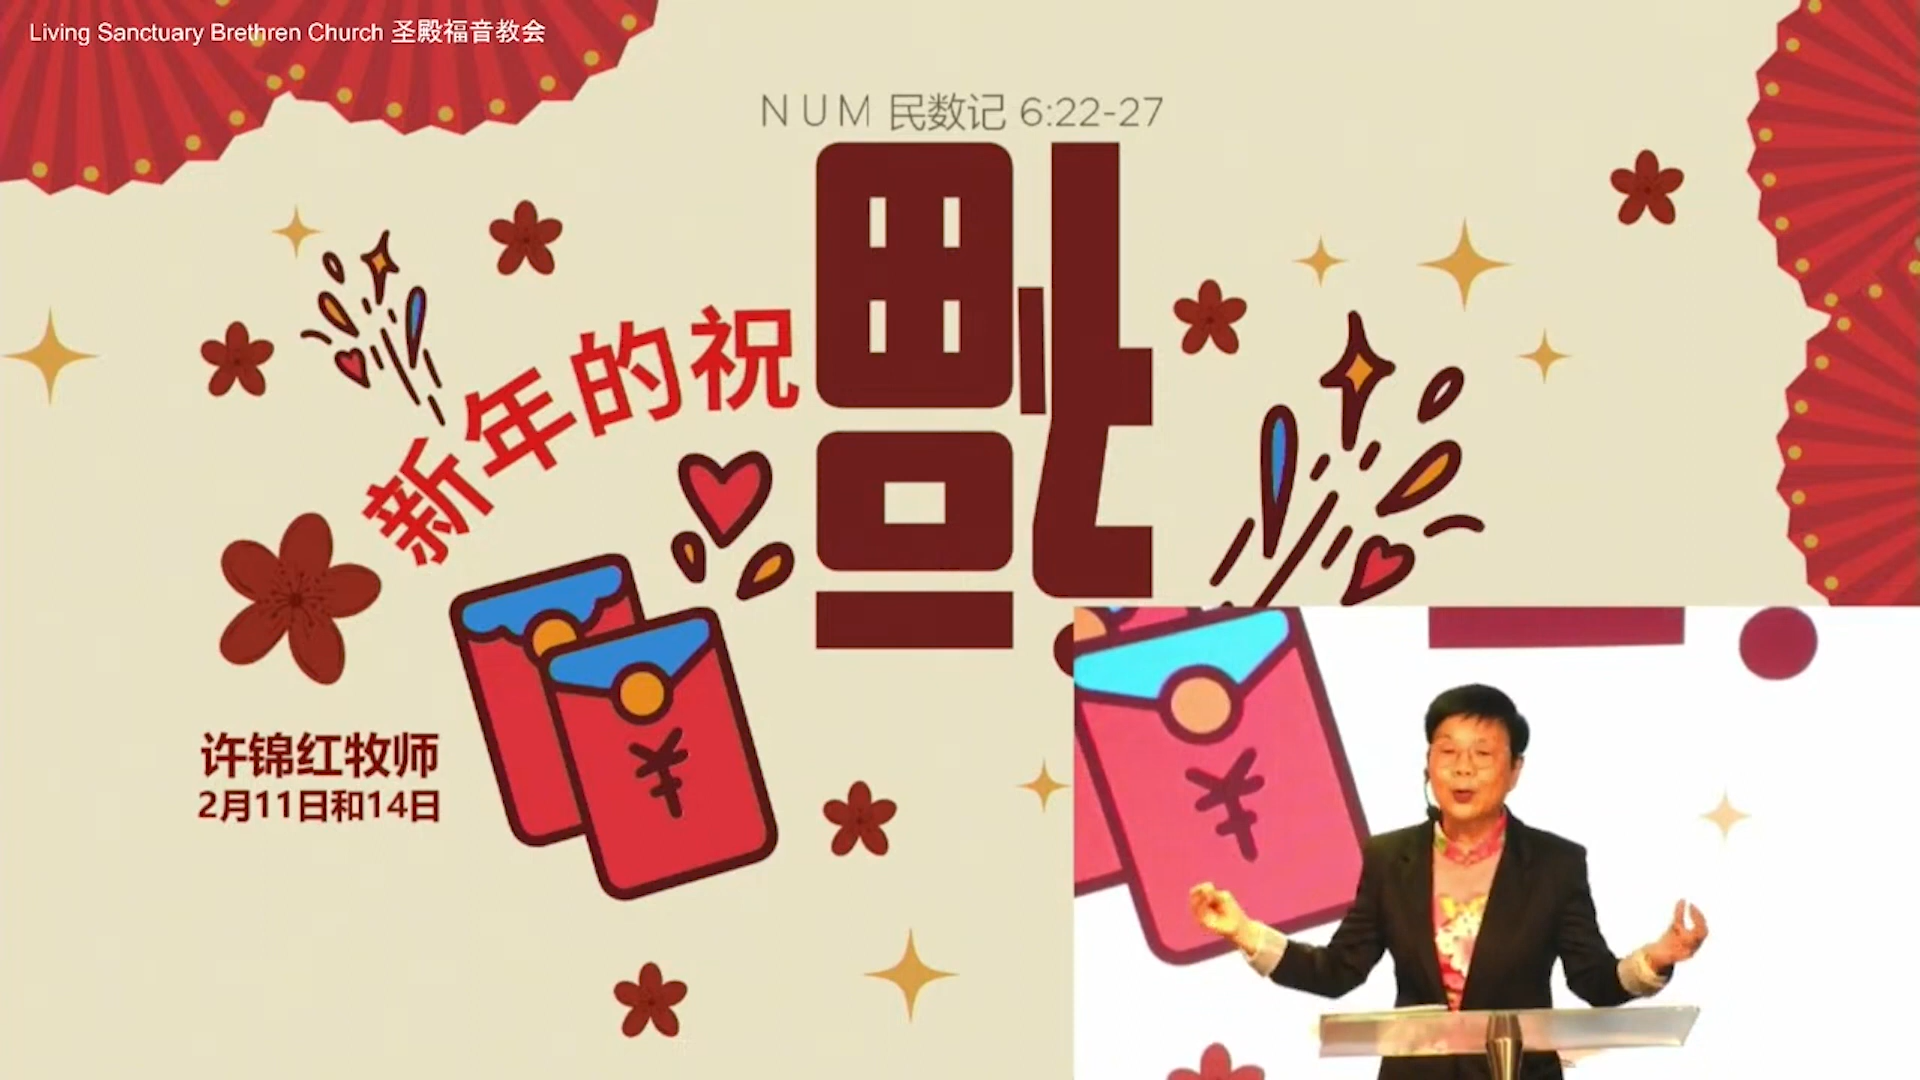 Living Sanctuary Brethren Church 圣殿福音教会
NUM 民数记 6:22-27
新年的祝福
许锦红牧师
2月11日和14日